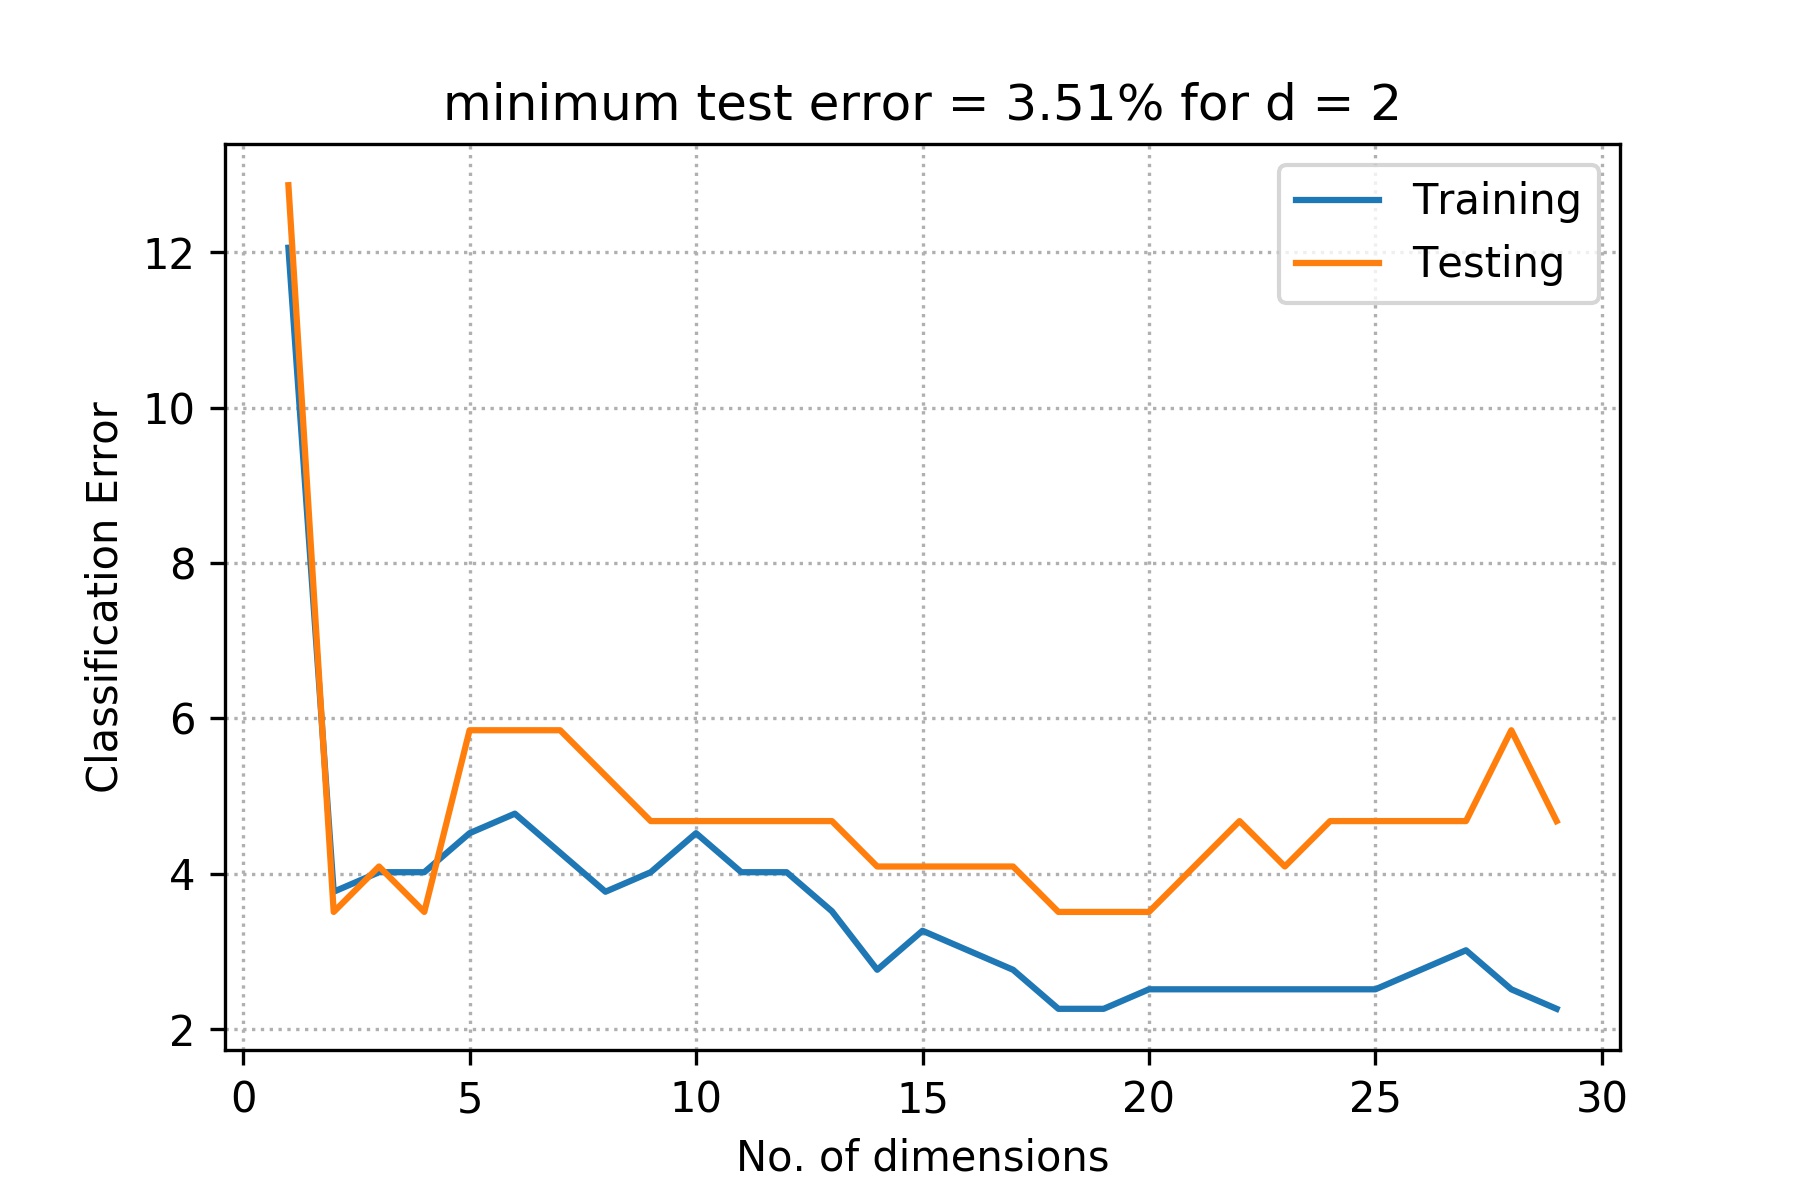 minimum test error = 3.51% for d = 2
Training
Testing
12
10
8
6
4
2
Classification Error
0 5 10 15 20 25 30
No. of dimensions